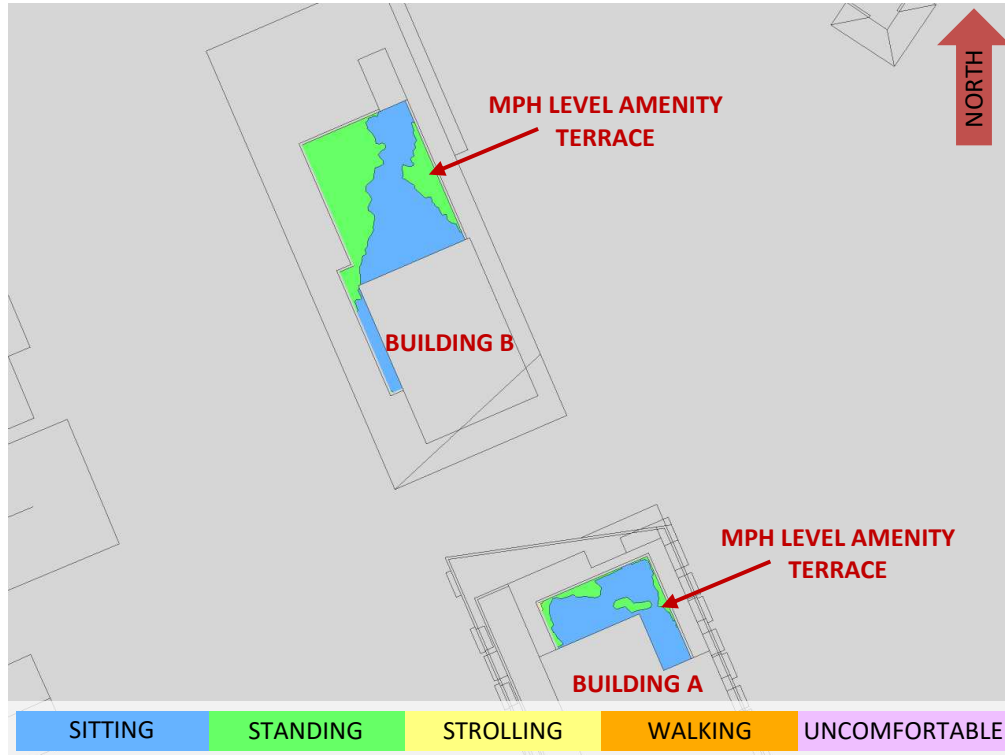 NORTH
MPH LEVEL AMENITY
TERRACE
BUILDING B
MPH LEVEL AMENITY
TERRACE
BUILDING A
SITTING STANDING STROLLING WALKING UNCOMFORTABLE